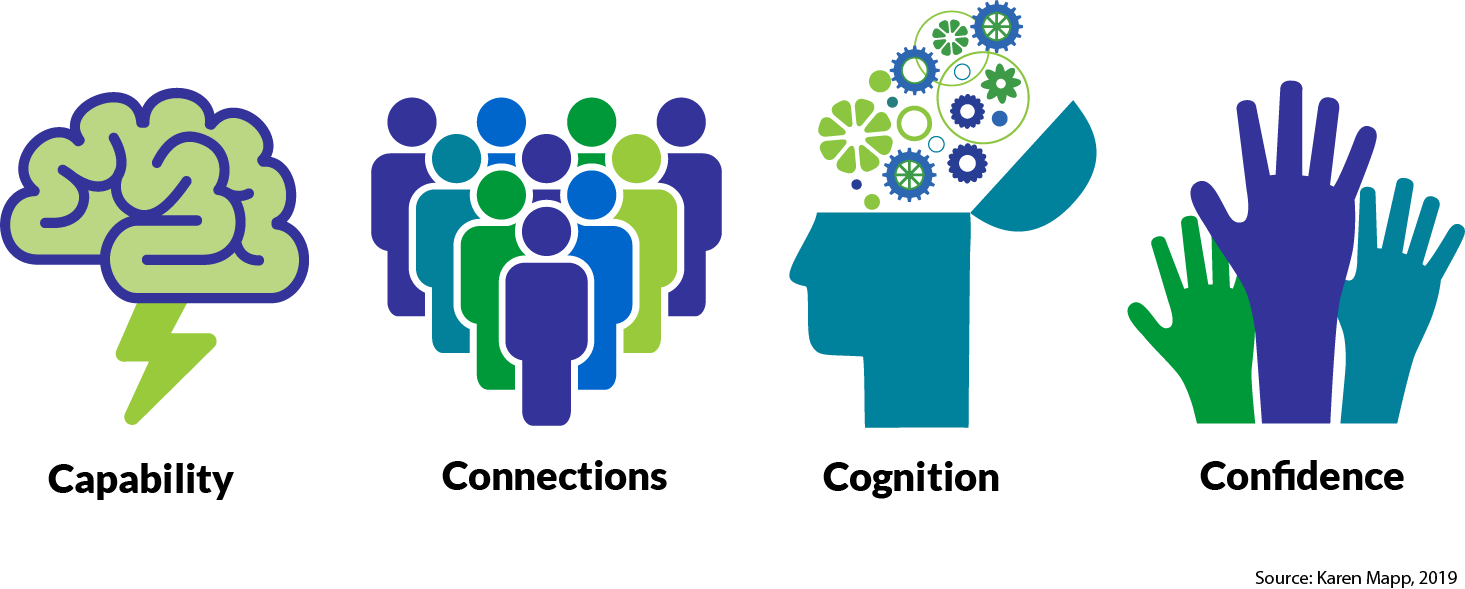 Capability
Connections
Cognition
Confidence
Source: Karen Mapp, 2019